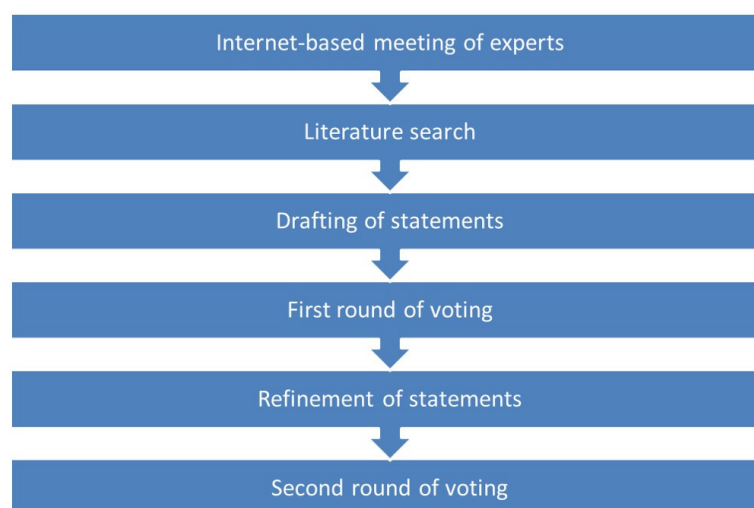 Internet-based meeting of experts
Literature search
Drafting of statements
First round of voting
Refinement of statements
Second round of voting